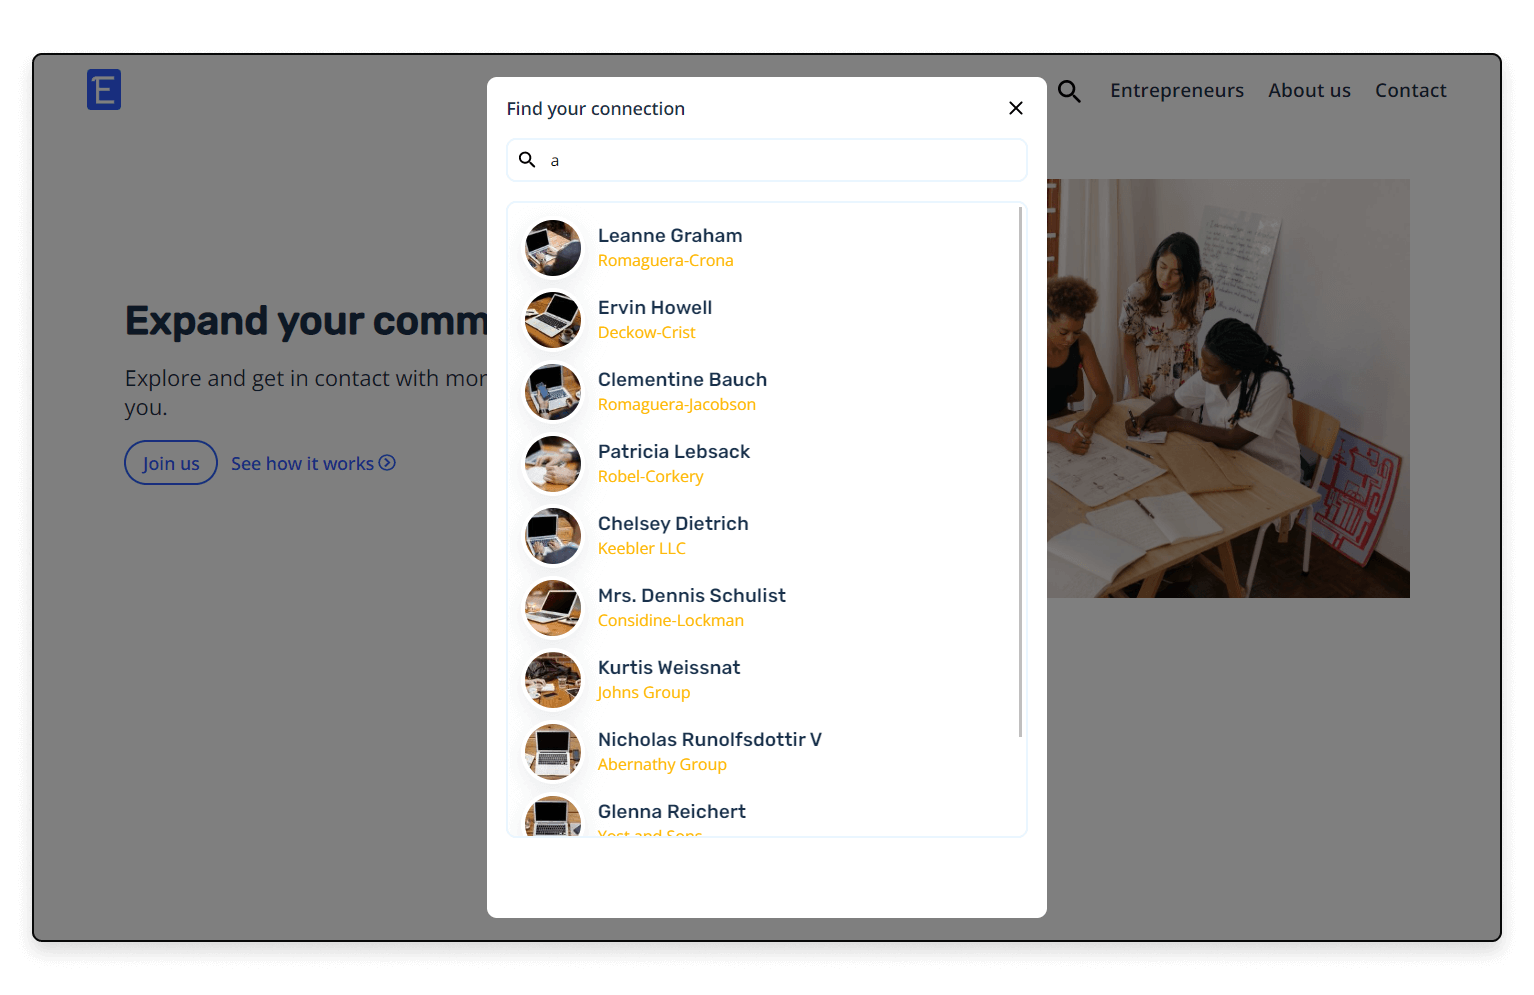 E
Entrepreneurs About us Contact
Find your connection
a
Leanne Graham
Romaguera-Crona
Ervin Howell
Deckow-Crist
Clementine Bauch
Romaguera-Jacobson
Patricia Lebsack
Robel-Corkery
Chelsey Dietrich
Keebler LLC
Mrs. Dennis Schulist
Considine-Lockman
Kurtis Weissnat
Johns Group
Nicholas Runolfsdottir V
Abernathy Group
Glenna Reichert
Yost and Sons
Expand your comm
Explore and get in contact with mor
you.
Join us See how it works